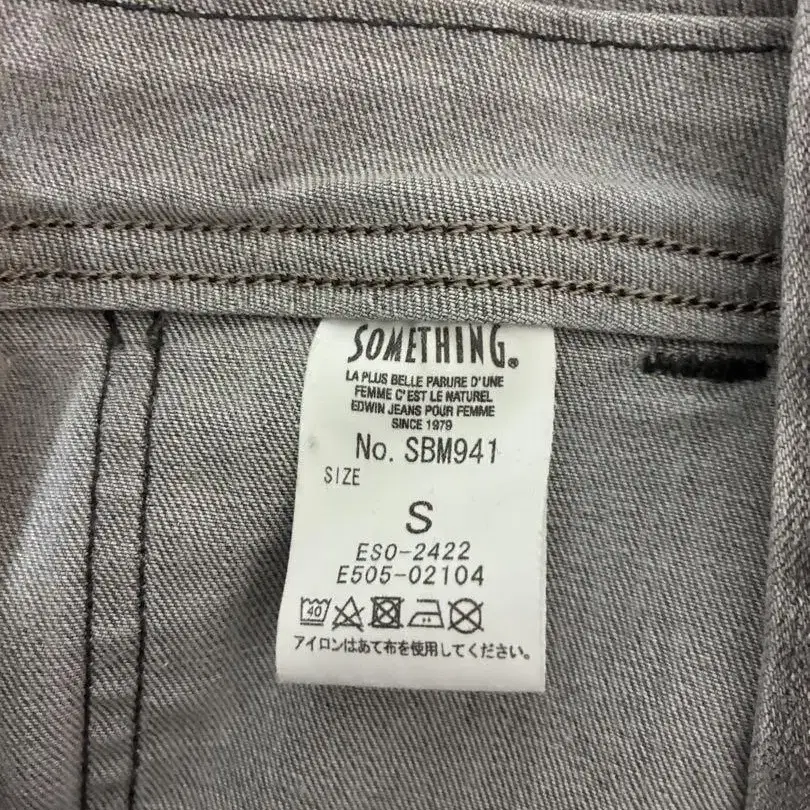 SOMETHING®
LA PLUS BELLE PARURE D'UNE
FEMME C'EST LE NATUREL
EDWIN JEANS POUR FEMME
SINCE 1979
No. SBM941
SIZE
S
ESO-2422
E505-02104
40
アイロンはあて布を使用してください。